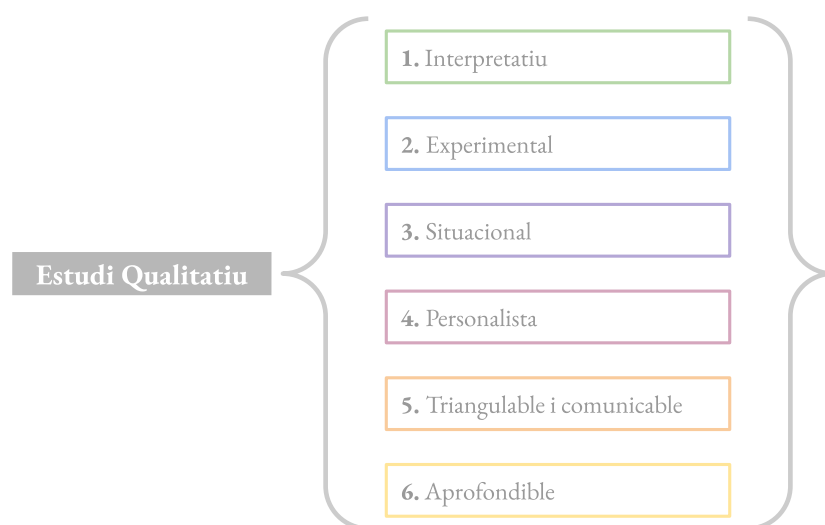 Estudi Qualitatiu
1. Interpretatiu
2. Experimental
3. Situacional
4. Personalista
5. Triangulable i comunicable
6. Aprofondible